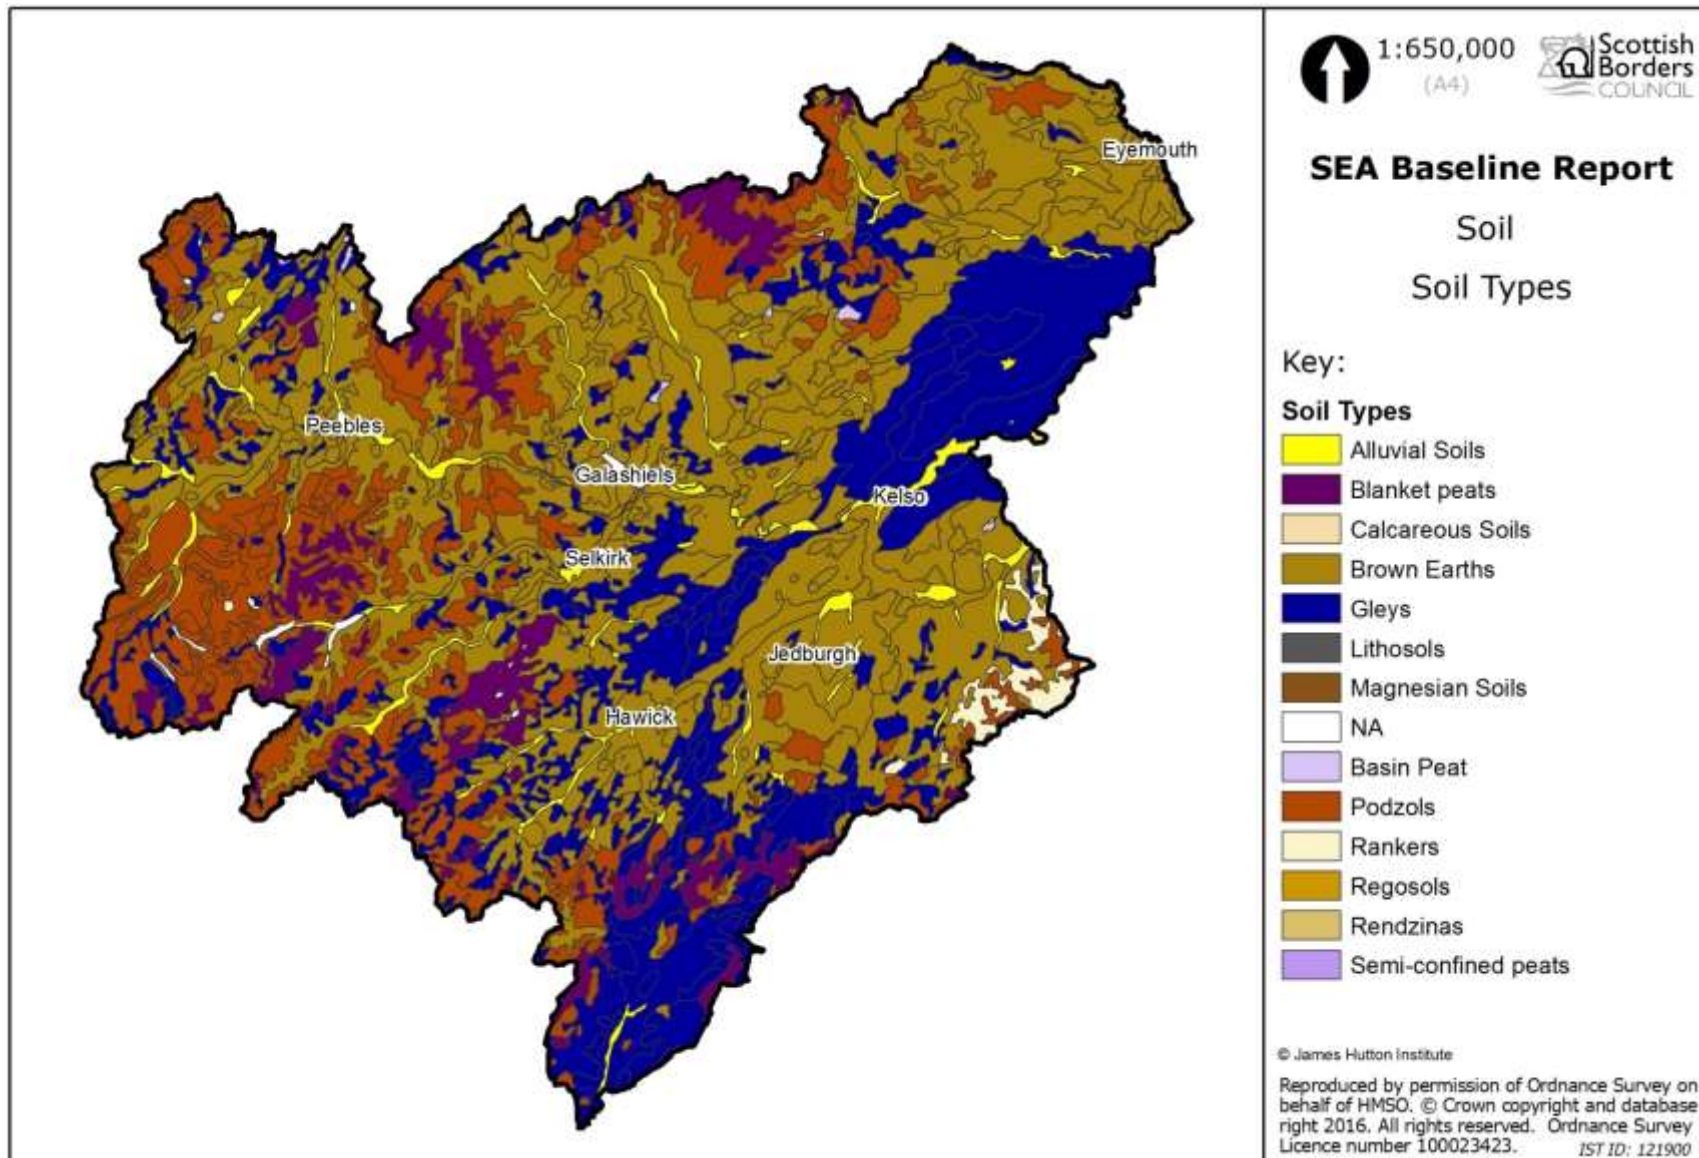 1:650,000
(A4)
Scottish
Borders
COUNCIL
SEA Baseline Report
Soil
Soil Types
Key:
Soil Types
Alluvial Soils
Blanket peats
Calcareous Soils
Brown Earths
Gleys
Lithosols
Magnesian Soils
NA
Basin Peat
Podzols
Rankers
Regosols
Rendzinas
Semi-confined peats
© James Hutton Institute
Reproduced by permission of Ordnance Survey on
behalf of HMSO. © Crown copyright and database
right 2016. All rights reserved. Ordnance Survey
Licence number 100023423.
IST ID: 121900
Eyemouth
Peebles
Galashiels
Kelso
Selkirk
Jedburgh
Hawick